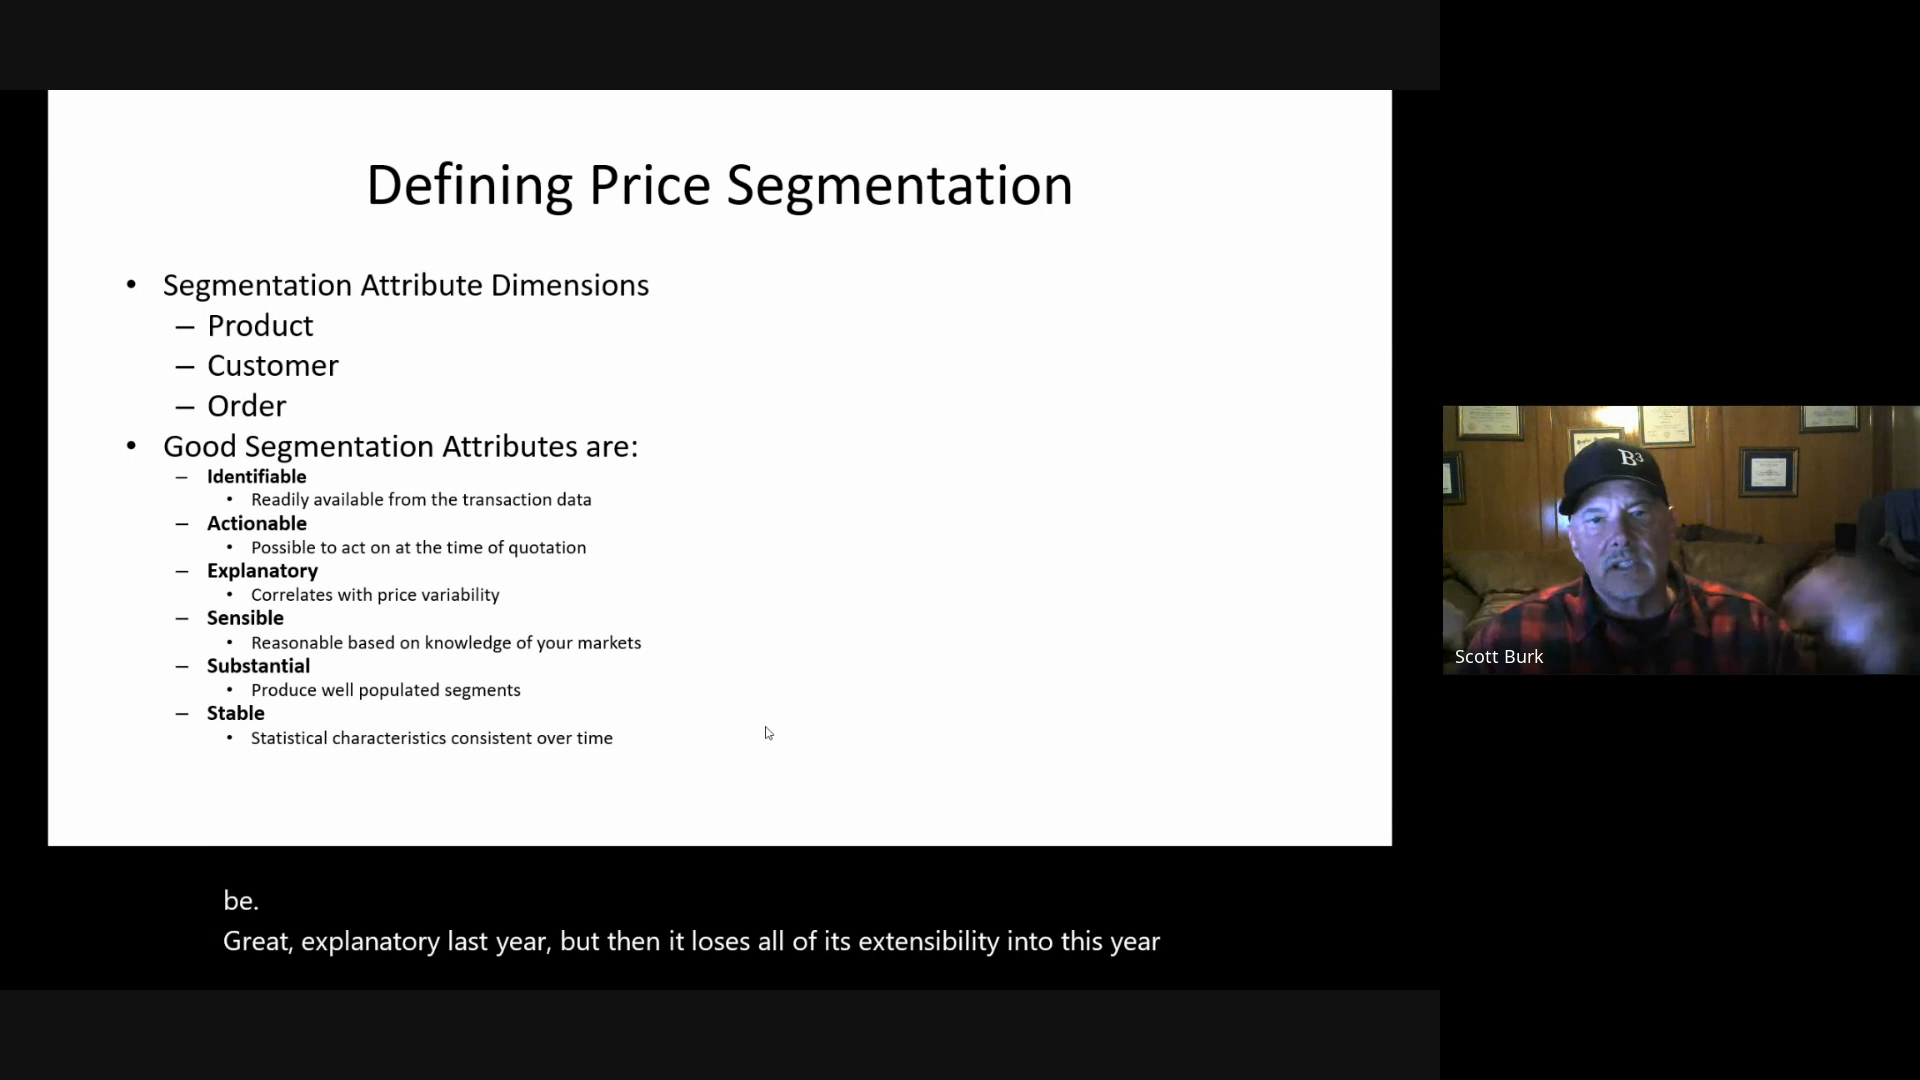 Defining Price Segmentation
• Segmentation Attribute Dimensions
– Product
– Customer
– Order
• Good Segmentation Attributes are:
– Identifiable
• Readily available from the transaction data
– Actionable
• Possible to act on at the time of quotation
– Explanatory
• Correlates with price variability
– Sensible
• Reasonable based on knowledge of your markets
– Substantial
• Produce well populated segments
– Stable
• Statistical characteristics consistent over time
B³
Scott Burk
be.
Great, explanatory last year, but then it loses all of its extensibility into this year